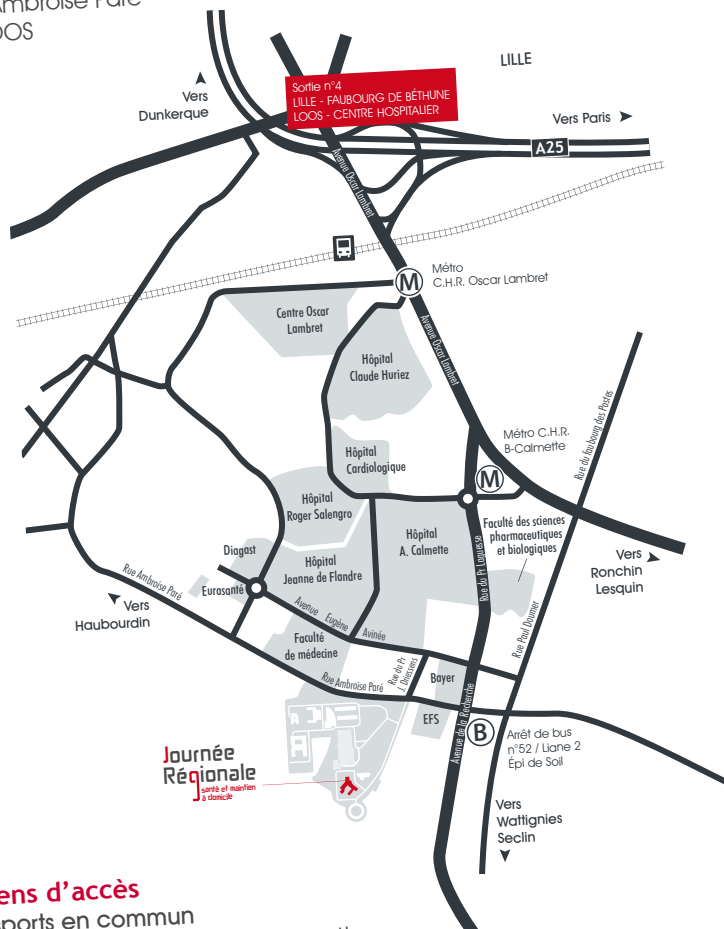 Ambroise Paré
OOS
LILLE
Sortie n°4
LILLE - FAUBOURG DE BÉTHUNE
LOOS - CENTRE HOSPITALIER
Vers
Dunkerque
Vers Paris
A25
Avenue Oscar Lambret
M
Métro
C.H.R. Oscar Lambret
Centre Oscar
Lambret
Avenue Oscar Lambret
Hôpital
Claude Huriez
Rue du faubourg des Postes
Métro C.H.R.
B-Calmette
M
Hôpital
Cardiologique
Hôpital
Roger Salengro
Hôpital
A. Calmette
Faculté des sciences
pharmaceutiques
et biologiques
Rue du Pr Laguesse
Vers
Ronchin
Lesquin
Diagast
Eurasanté
Hôpital
Jeanne de Flandre
Rue Ambroise Paré
Vers
Haubourdin
Avenue Eugène Avinée
Rue Paul Doumer
Faculté
de médecine
Rue du Pr
J. Driessens
Bayer
Rue Ambroise Paré
EFS
Avenue de la Recherche
B
Arrêt de bus
n°52 / Liane 2
Épi de Soil
Journée
Régionale
santé et maintien
à domicile
Vers
Wattignies
Seclin
ens d'accès
sports en commun